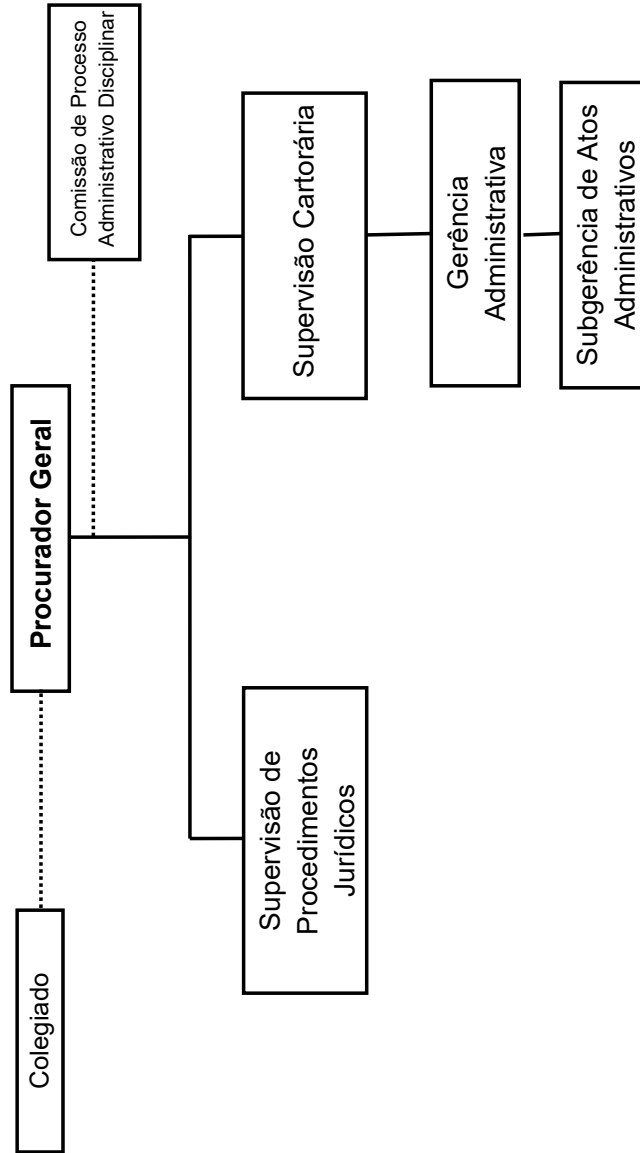 Colegiado
Procurador Geral
Comissão de Processo
Administrativo Disciplinar
Supervisão de
Procedimentos
Jurídicos
Supervisão Cartorária
Gerência
Administrativa
Subgerência de Atos
Administrativos